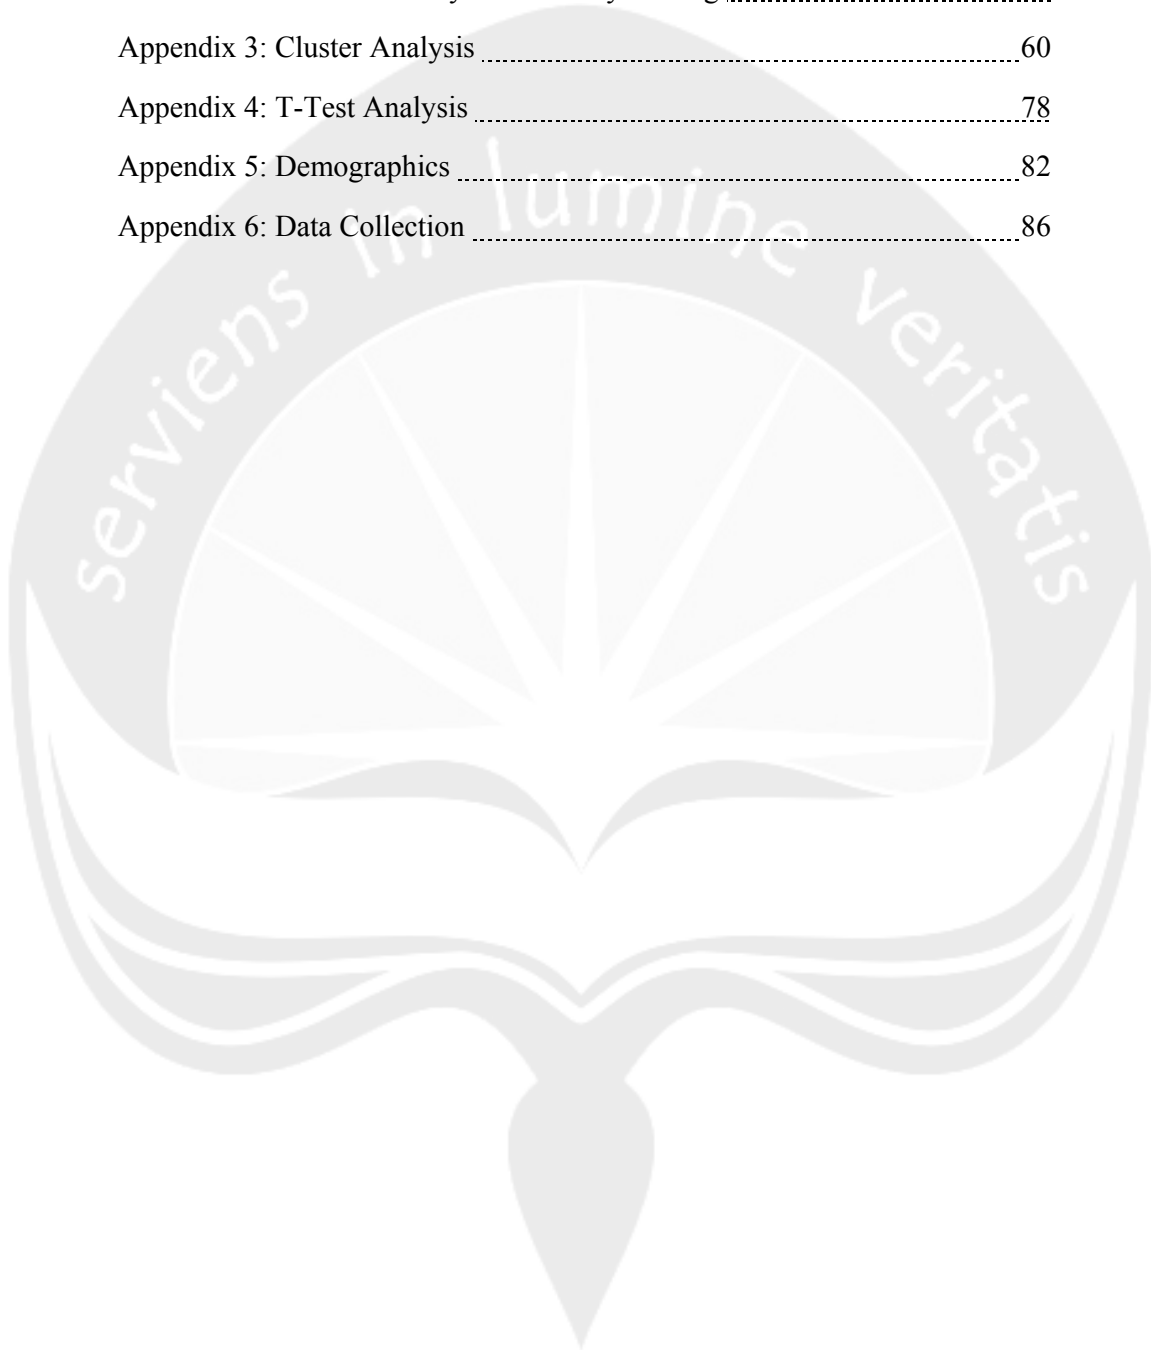 Appendix 3: Cluster Analysis 60
Appendix 4: T-Test Analysis 78
Appendix 5: Demographics 82
Appendix 6: Data Collection 86
serviens in lumine veritatis